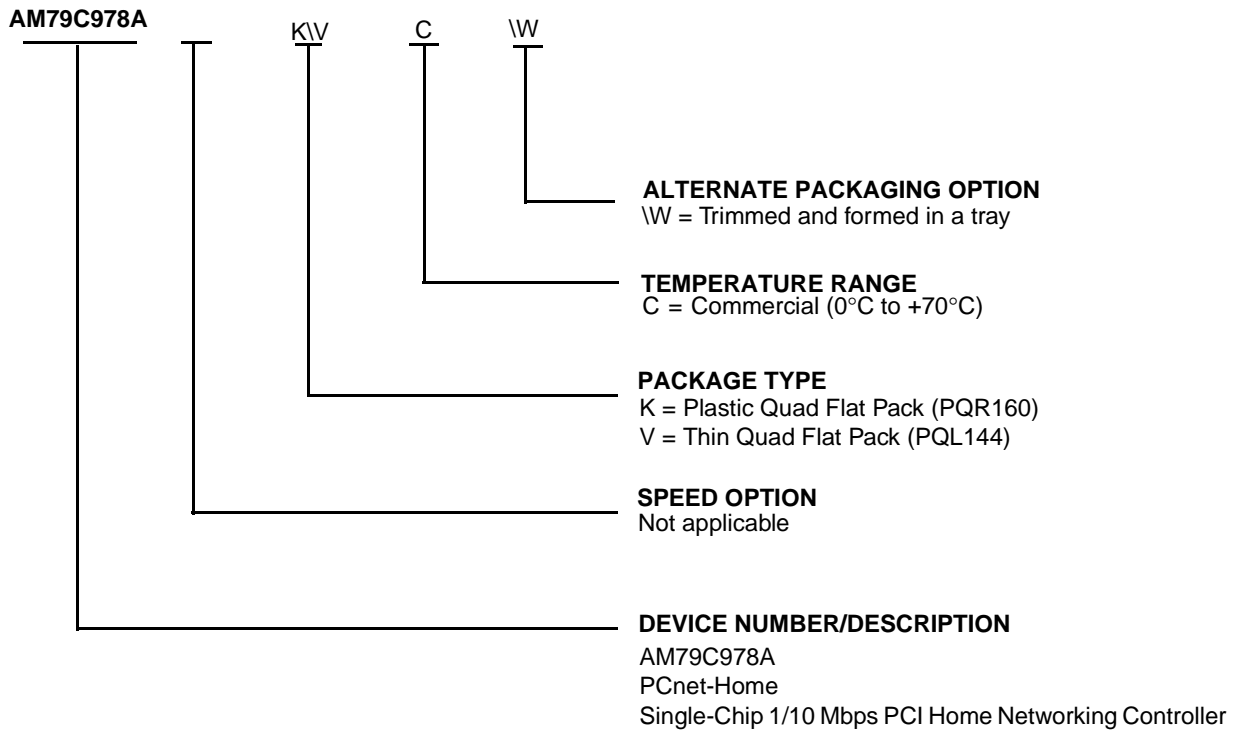 AM79C978A K\V C \W
ALTERNATE PACKAGING OPTION
\W = Trimmed and formed in a tray
TEMPERATURE RANGE
C = Commercial (0°C to +70°C)
PACKAGE TYPE
K = Plastic Quad Flat Pack (PQR160)
V = Thin Quad Flat Pack (PQL144)
SPEED OPTION
Not applicable
DEVICE NUMBER/DESCRIPTION
AM79C978A
PCnet-Home
Single-Chip 1/10 Mbps PCI Home Networking Controller